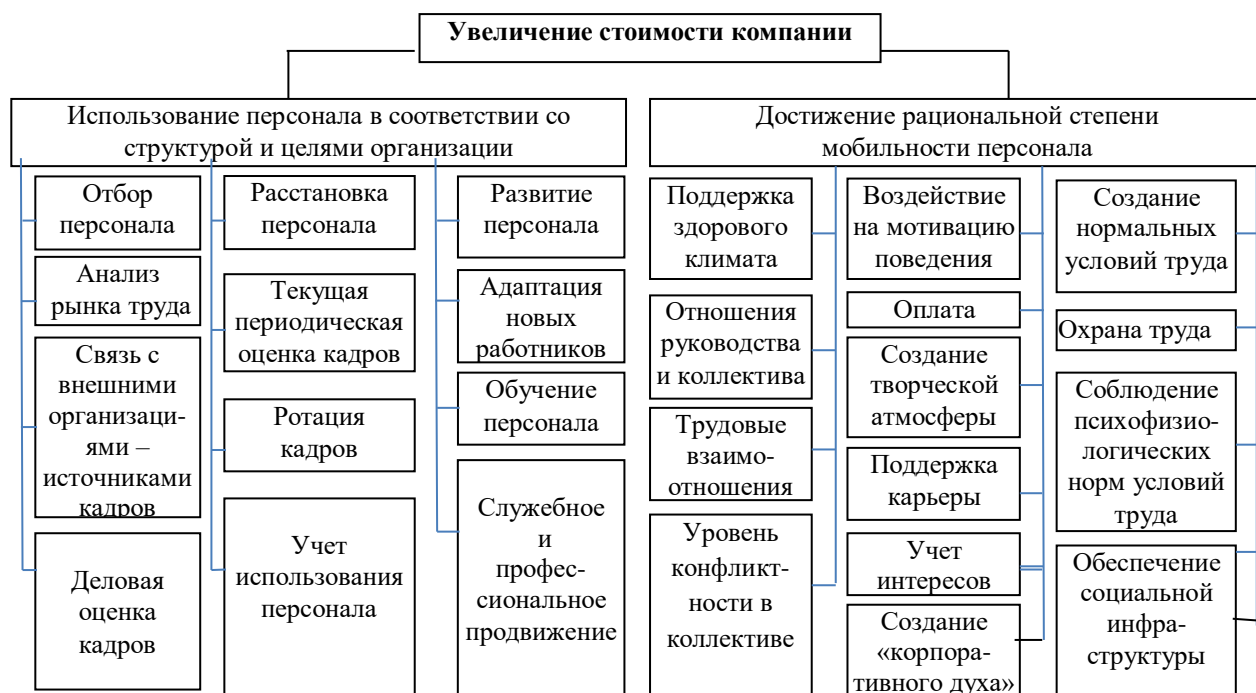 Увеличение стоимости компании
Использование персонала в соответствии со
структурой и целями организации
Отбор
персонала
Анализ
рынка труда
Связь с
внешними
организаци-
ями –
источниками
кадров
Деловая
оценка
кадров
Расстановка
персонала
Текущая
периодическая
оценка кадров
Ротация
кадров
Учет
использования
персонала
Развитие
персонала
Адаптация
новых
работников
Обучение
персонала
Служебное
и
профес-
сиональное
продвижение
Достижение рациональной степени
мобильности персонала
Поддержка
здорового
климата
Отношения
руководства
и коллектива
Трудовые
взаимо-
отношения
Уровень
конфликт-
ности в
коллективе
Воздействие
на мотивацию
поведения
Оплата
Создание
творческой
атмосферы
Поддержка
карьеры
Учет
интересов
Создание
«корпора-
тивного духа»
Создание
нормальных
условий труда
Охрана труда
Соблюдение
психофизио-
логических
норм условий
труда
Обеспечение
социальной
инфра-
структуры